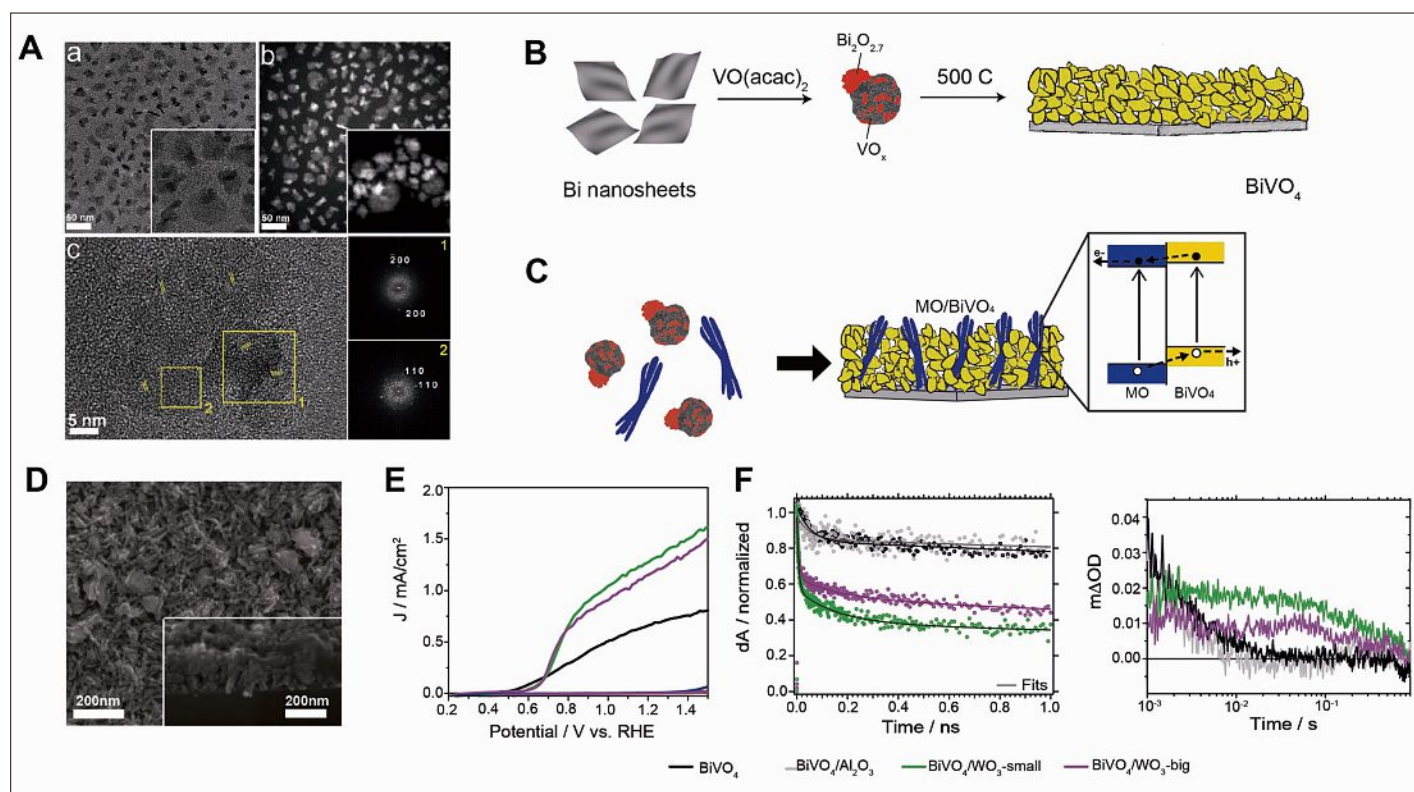 A
a
b
50 nm
50 nm
c
1
2
5 nm
1
200
200
2
110
-110
B
Bi nanosheets
VO(acac)₂
Bi₂O₂.₇
VOₓ
500 C
BiVO₄
C
MO/BiVO₄
e-
h+
MO
BiVO₄
D
200nm
200nm
E
J / mA/cm²
2.0
1.5
1.0
0.5
0.0
0.2 0.4 0.6 0.8 1.0 1.2 1.4
Potential / V vs. RHE
F
dA / normalized
1.0
0.8
0.6
0.4
0.2
0.0
Fits
0.0 0.2 0.4 0.6 0.8 1.0
Time / ns
mΔOD
0.04
0.03
0.02
0.01
0.00
10⁻³ 10⁻² 10⁻¹
Time / s
BiVO₄ BiVO₄/Al₂O₃ BiVO₄/WO₃-small BiVO₄/WO₃-big